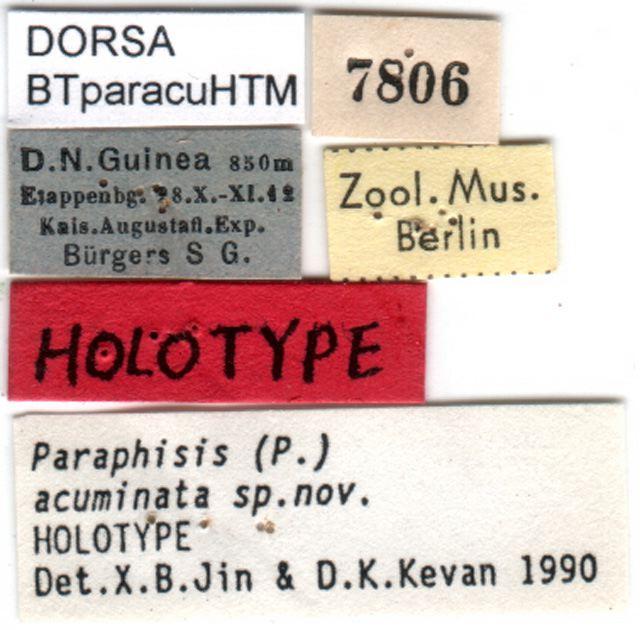 DORSA
BTparacuHTM
7806
D.N.Guinea 850m
Etappenbg. 28.X.-XI.12
Kais.Augustafl.Exp.
Bürgers S G.
Zool. Mus.
Berlin
HOLOTYPE
Paraphisis (P.)
acuminata sp.nov.
HOLOTYPE
Det.X.B.Jin & D.K.Kevan 1990